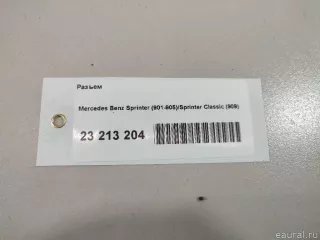 Разъем
Mercedes Benz Sprinter (901-905)/Sprinter Classic (909)
23 213 204
eaural.ru